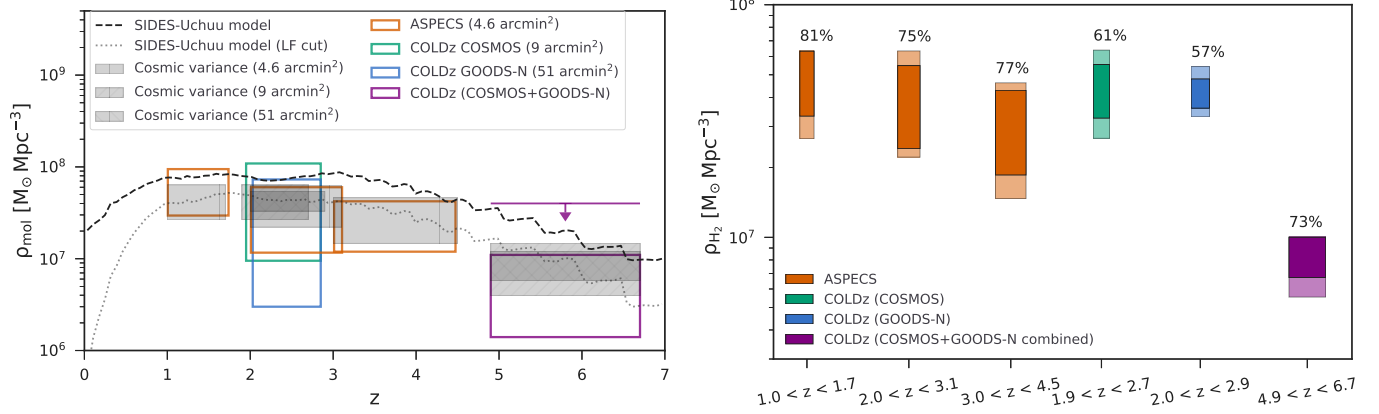 SIDES-Uchuu model
SIDES-Uchuu model (LF cut)
Cosmic variance (4.6 arcmin²)
Cosmic variance (9 arcmin²)
Cosmic variance (51 arcmin²)
ASPECS (4.6 arcmin²)
COLDz COSMOS (9 arcmin²)
COLDz GOODS-N (51 arcmin²)
COLDz (COSMOS+GOODS-N)
ρmol [M⊙ Mpc⁻³]
10⁹
10⁸
10⁷
10⁶
0 1 2 3 4 5 6 7
z
ρH₂ [M⊙ Mpc⁻³]
10⁸
10⁷
81%
75%
77%
61%
57%
73%
ASPECS
COLDz (COSMOS)
COLDz (GOODS-N)
COLDz (COSMOS+GOODS-N combined)
1.0 < z < 1.7
2.0 < z < 3.1
3.0 < z < 4.5
1.9 < z < 2.7
2.0 < z < 2.9
4.9 < z < 6.7